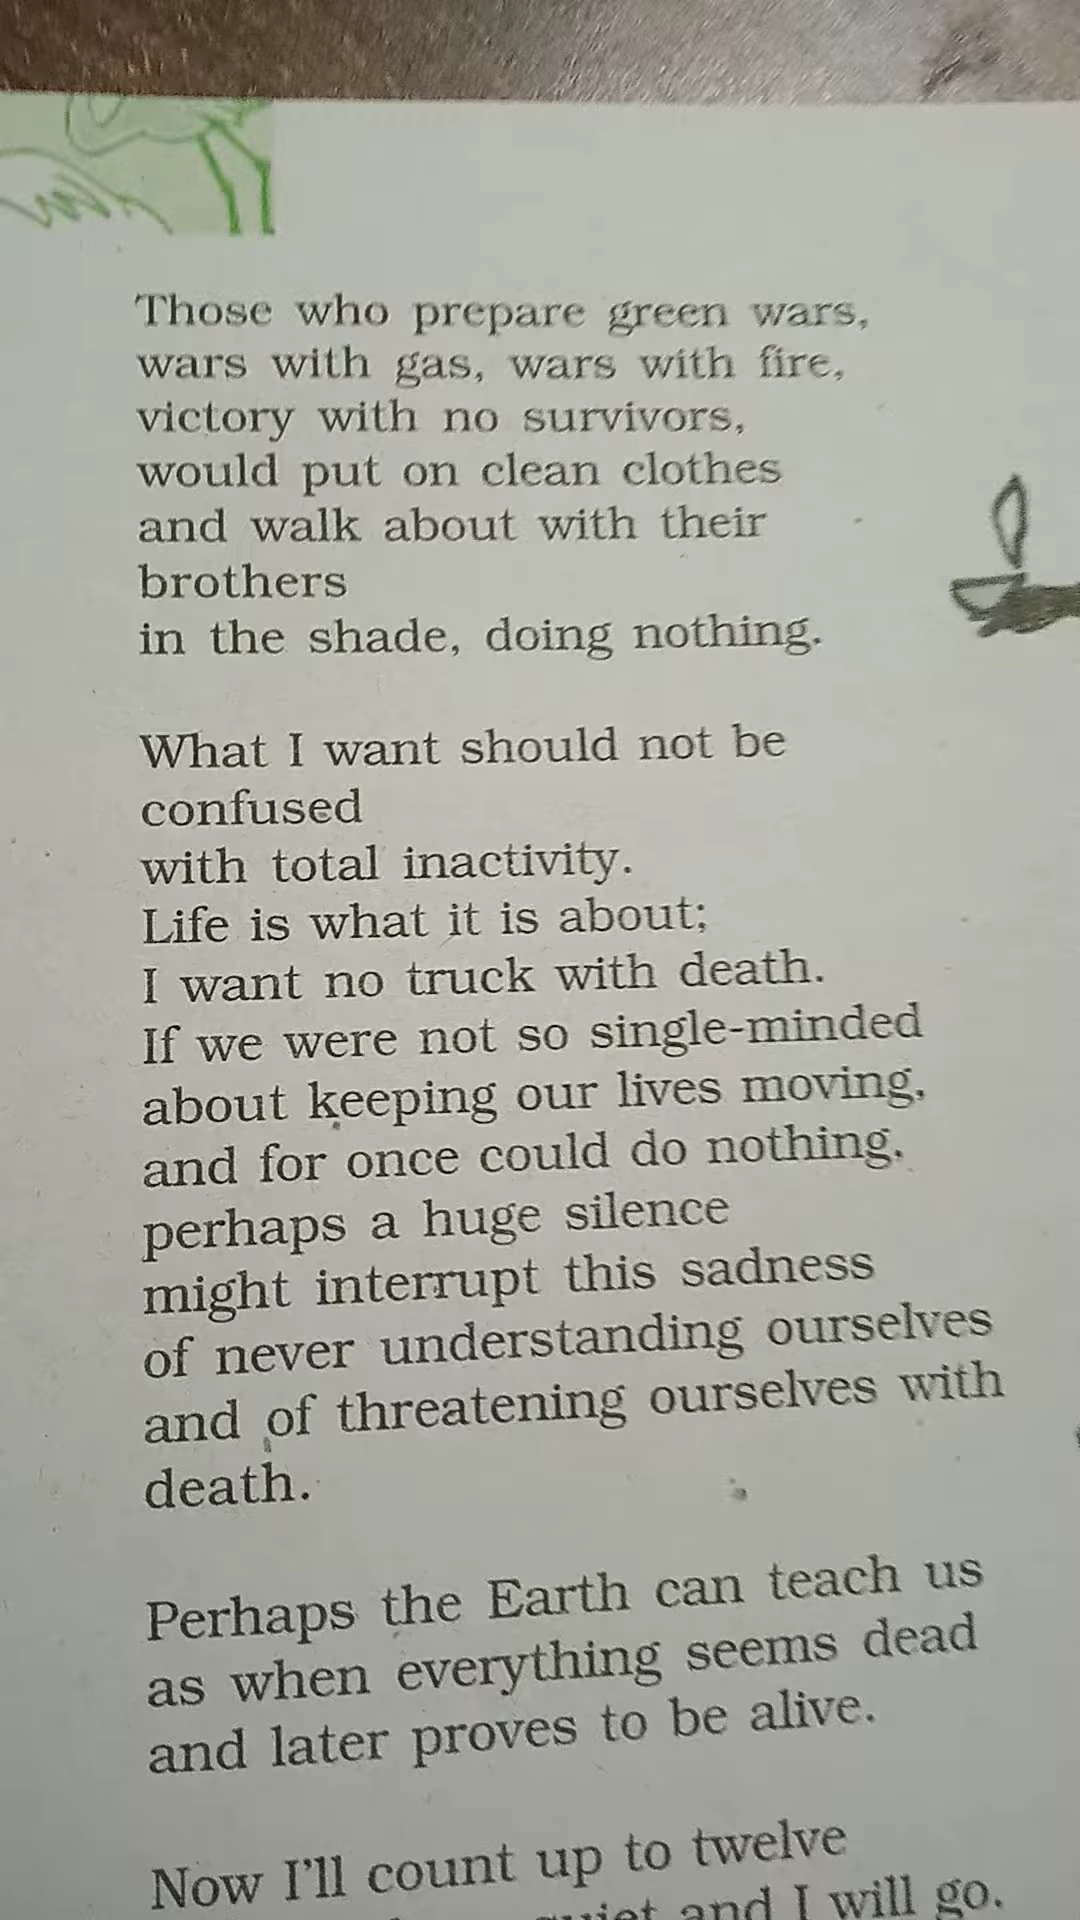 Those who prepare green wars,
wars with gas, wars with fire,
victory with no survivors,
would put on clean clothes
and walk about with their
brothers
in the shade, doing nothing.
What I want should not be
confused
with total inactivity.
Life is what it is about;
I want no truck with death.
If we were not so single-minded
about keeping our lives moving,
and for once could do nothing,
perhaps a huge silence
might interrupt this sadness
of never understanding ourselves
and of threatening ourselves with
death.
Perhaps the Earth can teach us
as when everything seems dead
and later proves to be alive.
Now I'll count up to twelve
quiet and I will go.